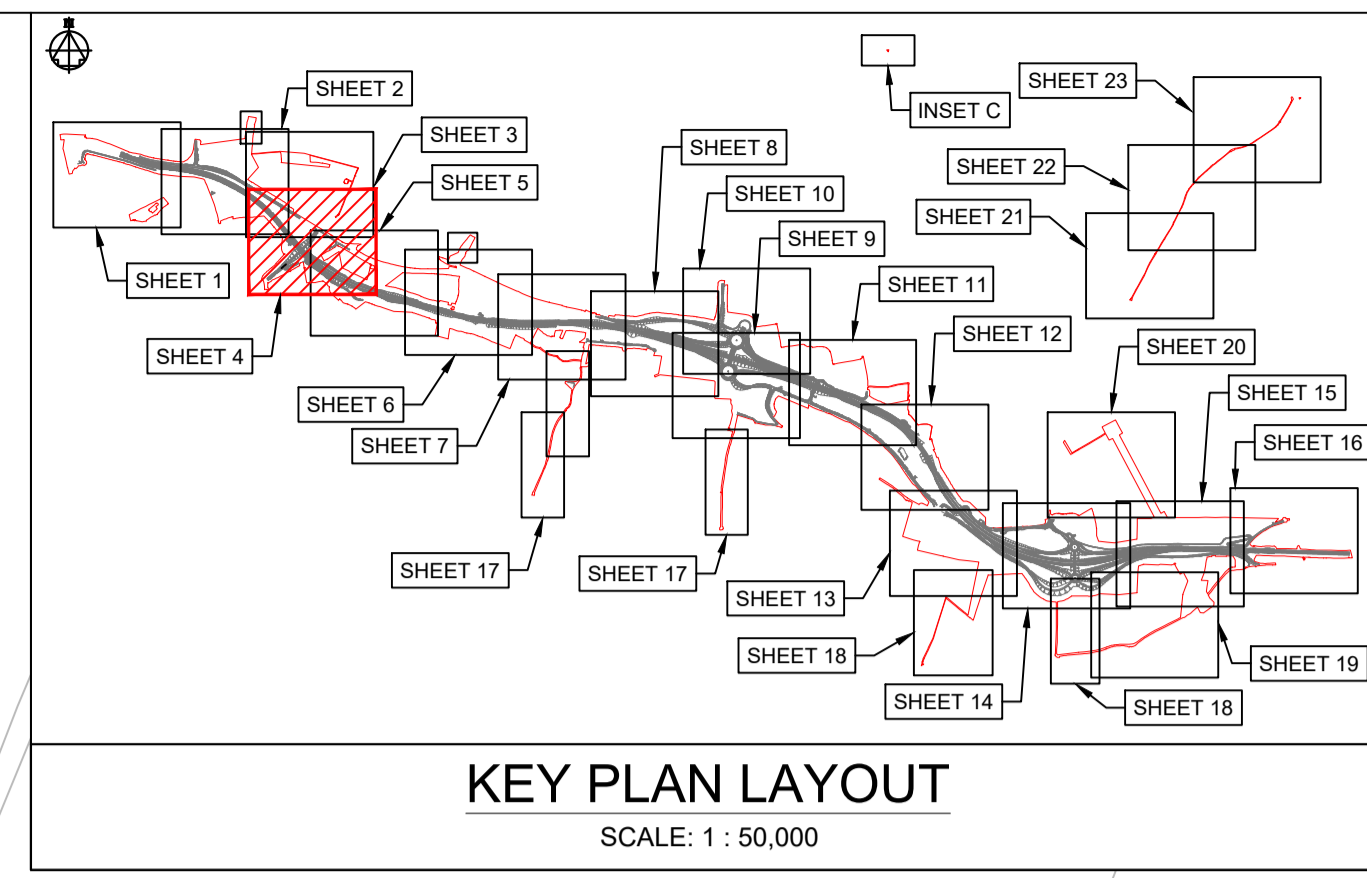 SHEET 2
SHEET 3
SHEET 5
SHEET 1
SHEET 4
SHEET 6
SHEET 7
SHEET 8
SHEET 10
SHEET 9
SHEET 11
SHEET 12
INSET C
SHEET 23
SHEET 22
SHEET 21
SHEET 20
SHEET 15
SHEET 16
SHEET 17
SHEET 17
SHEET 13
SHEET 18
SHEET 14
SHEET 18
SHEET 19
KEY PLAN LAYOUT
SCALE: 1 : 50,000